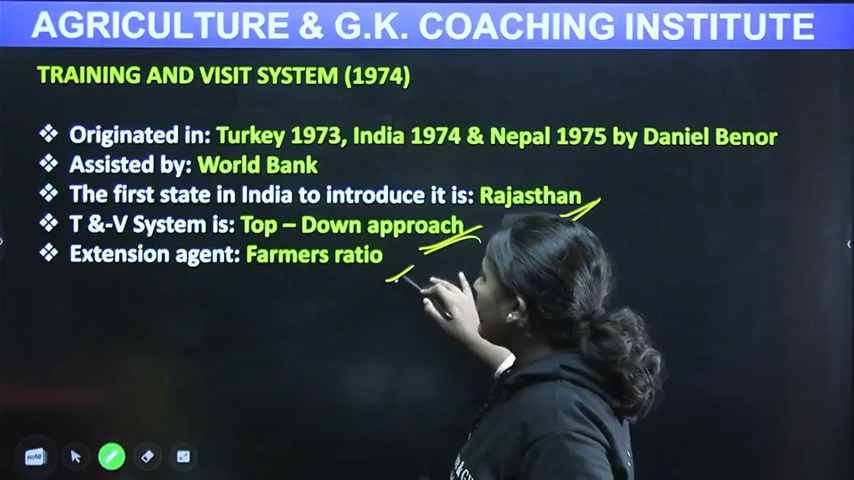 AGRICULTURE & G.K. COACHING INSTITUTE
TRAINING AND VISIT SYSTEM (1974)
❖ Originated in: Turkey 1973, India 1974 & Nepal 1975 by Daniel Benor
❖ Assisted by: World Bank
❖ The first state in India to introduce it is: Rajasthan
❖ T &-V System is: Top – Down approach
❖ Extension agent: Farmers ratio